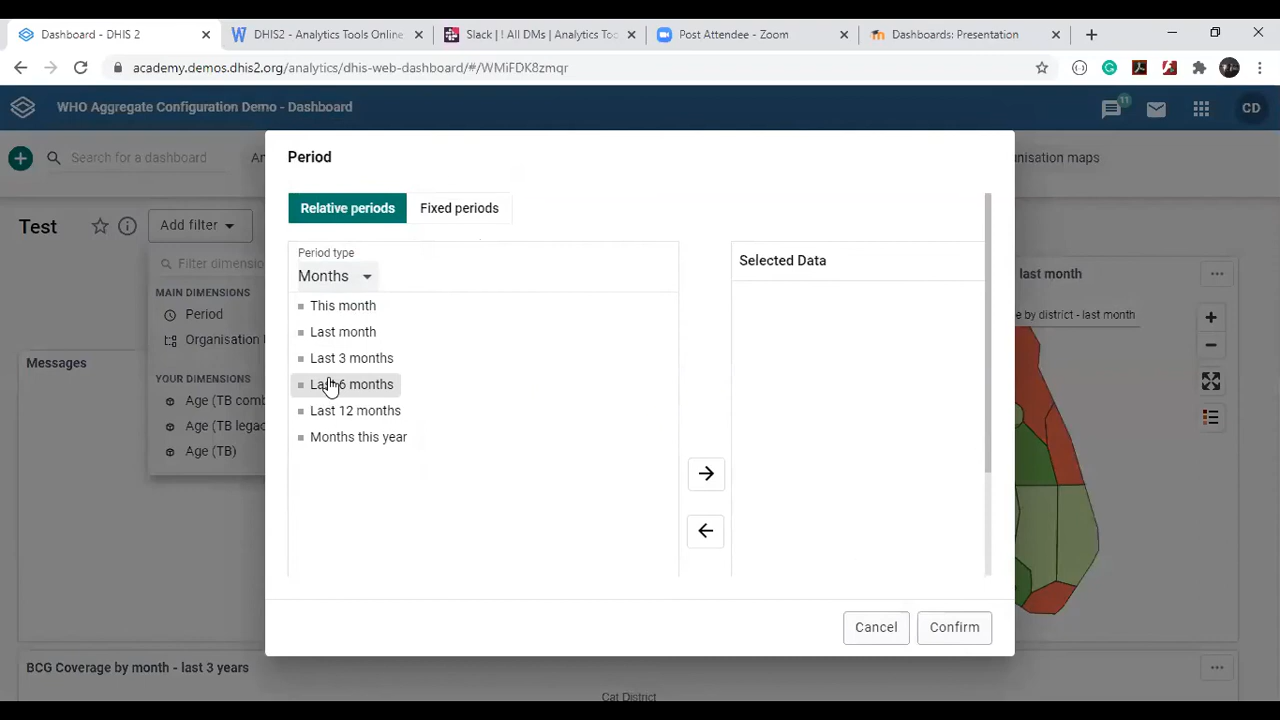 Dashboard - DHIS 2
DHIS2 - Analytics Tools Online
Slack | ! All DMs | Analytics Too
Post Attendee - Zoom
Dashboards: Presentation
academy.demos.dhis2.org/analytics/dhis-web-dashboard/#/WMiFDK8zmqr
WHO Aggregate Configuration Demo - Dashboard
11
CD
Search for a dashboard
An
unisation maps
Test
Add filter
Filter dimensio
MAIN DIMENSIONS
Period
Organisation U
YOUR DIMENSIONS
Age (TB comb
Age (TB legac
Age (TB)
Messages
BCG Coverage by month - last 3 years
Cat District
last month
e by district - last month
Period
Relative periods
Fixed periods
Period type
Months
This month
Last month
Last 3 months
Last 6 months
Last 12 months
Months this year
Selected Data
Cancel
Confirm